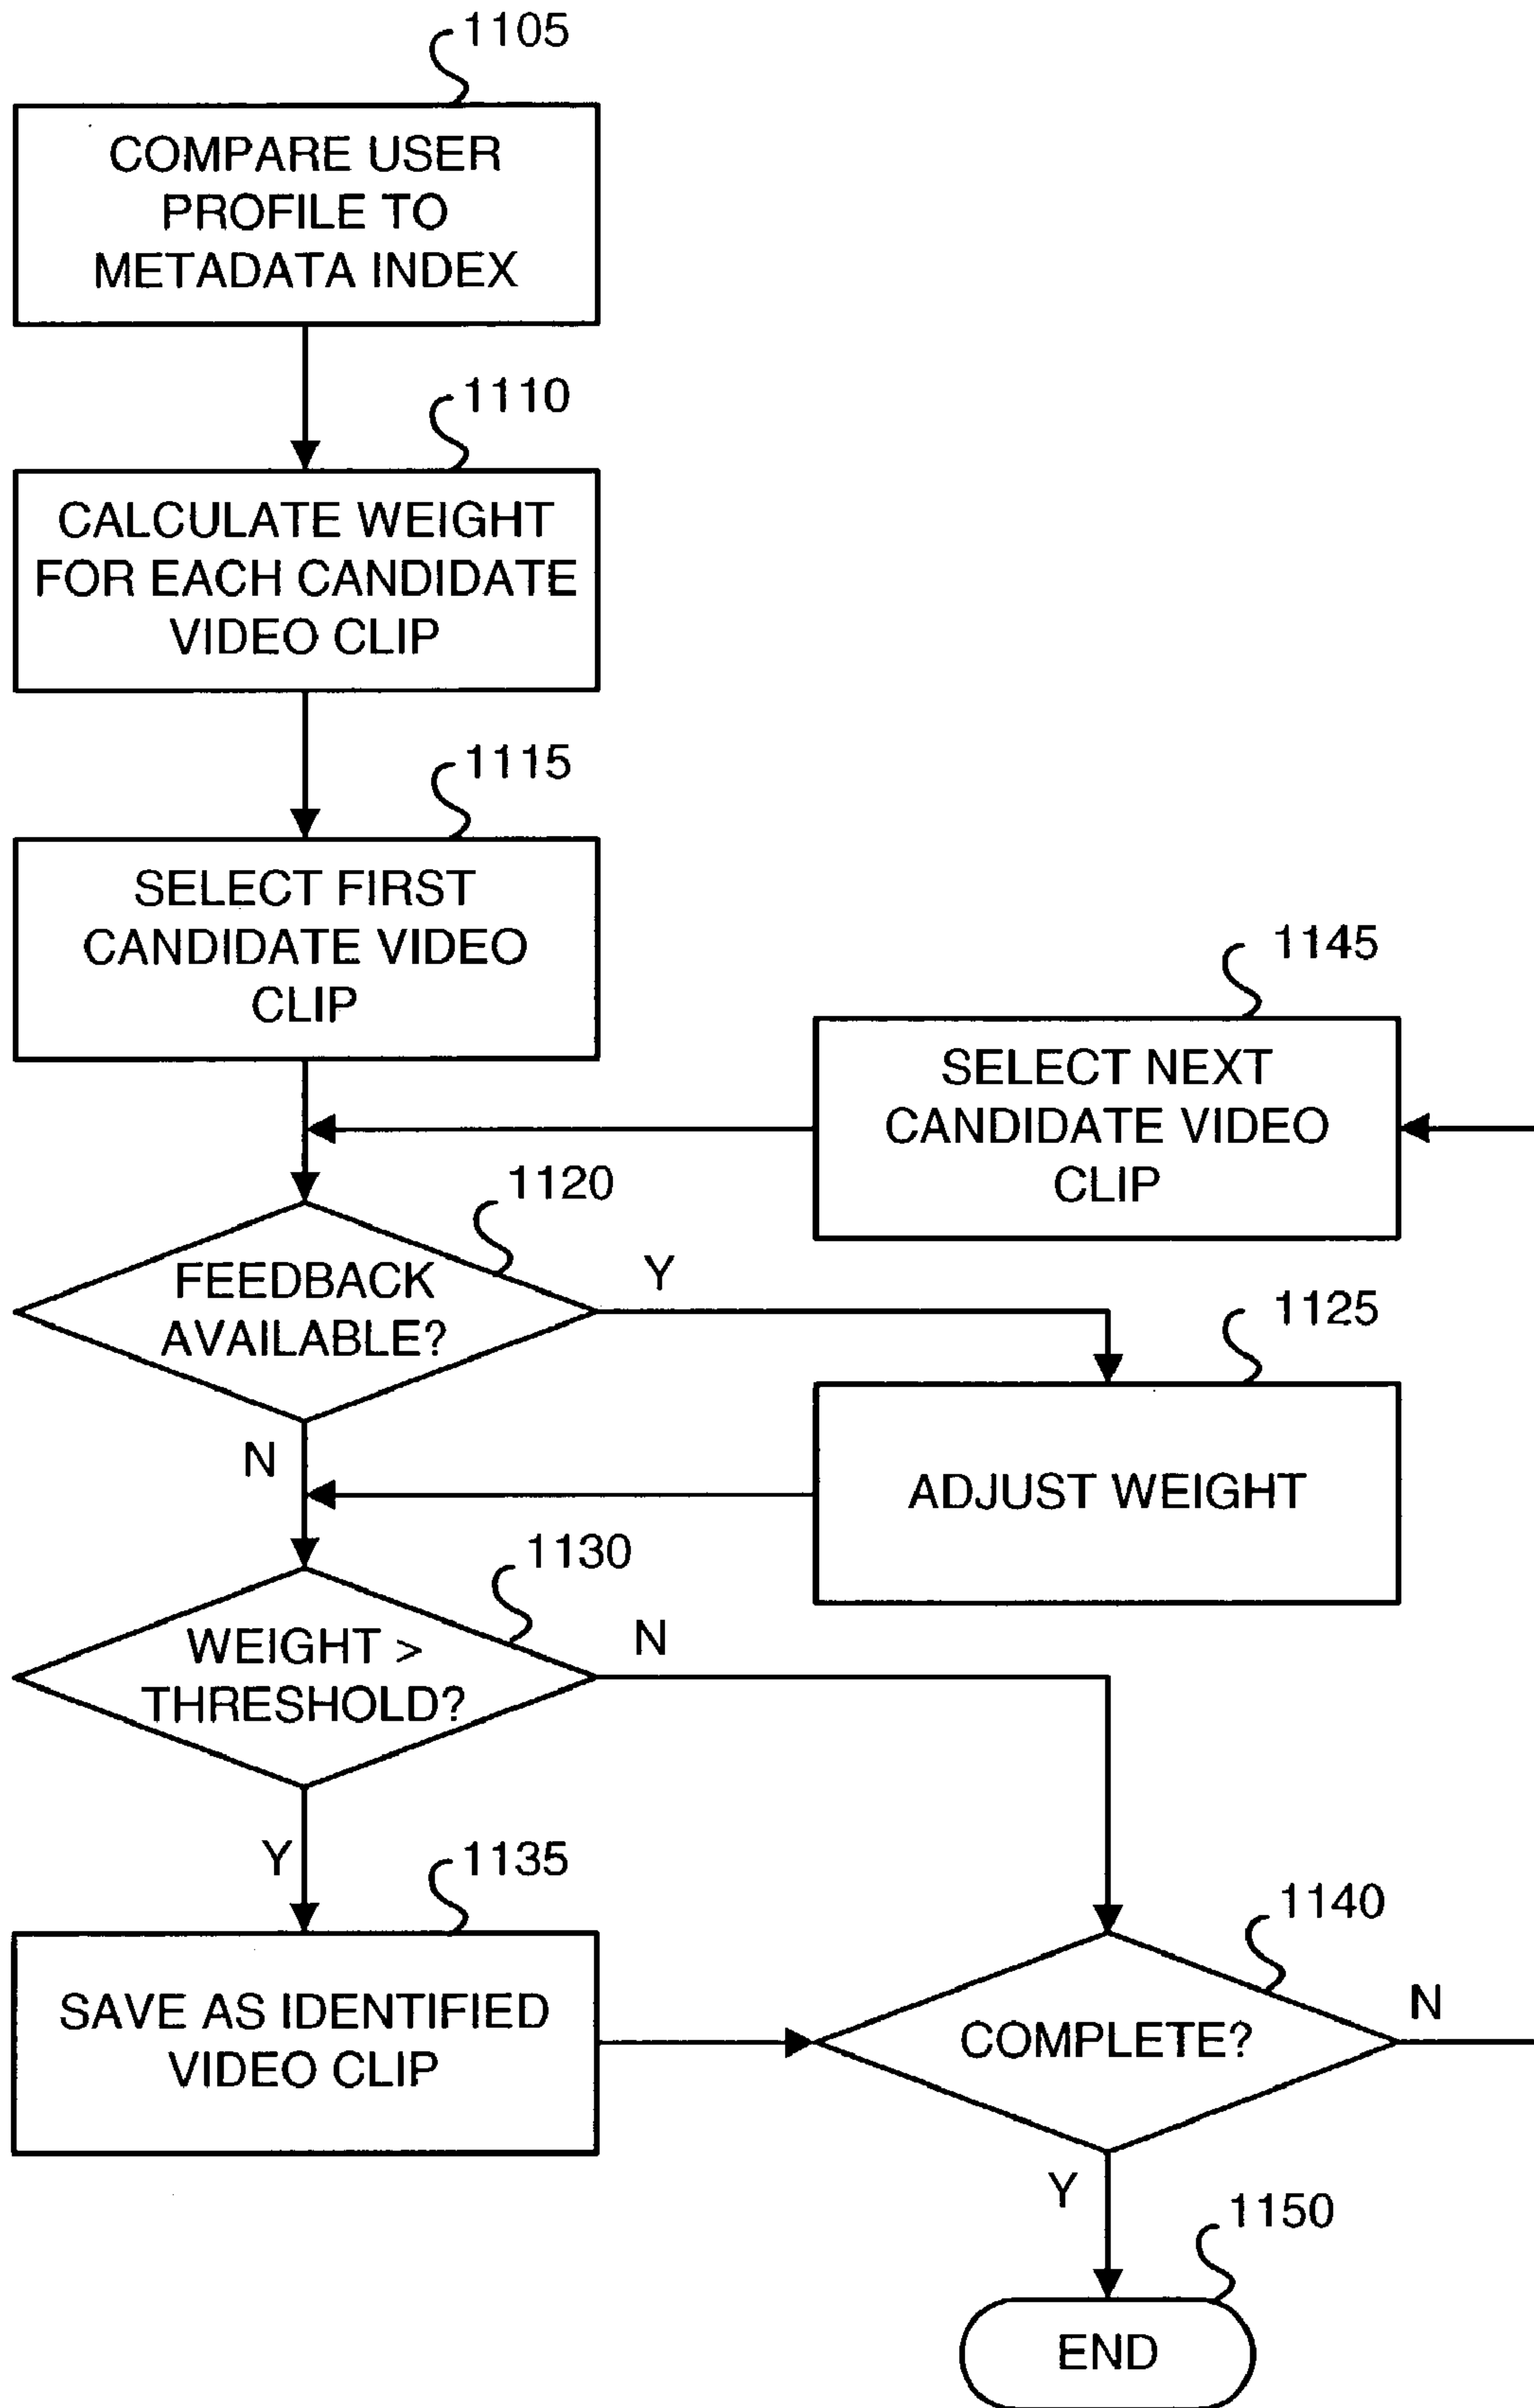 1105
COMPARE USER
PROFILE TO
METADATA INDEX
1110
CALCULATE WEIGHT
FOR EACH CANDIDATE
VIDEO CLIP
1115
SELECT FIRST
CANDIDATE VIDEO
CLIP
1145
SELECT NEXT
CANDIDATE VIDEO
CLIP
1120
FEEDBACK
AVAILABLE?
Y
N
1125
ADJUST WEIGHT
1130
WEIGHT >
THRESHOLD?
N
Y
1135
SAVE AS IDENTIFIED
VIDEO CLIP
1140
COMPLETE?
N
Y
1150
END